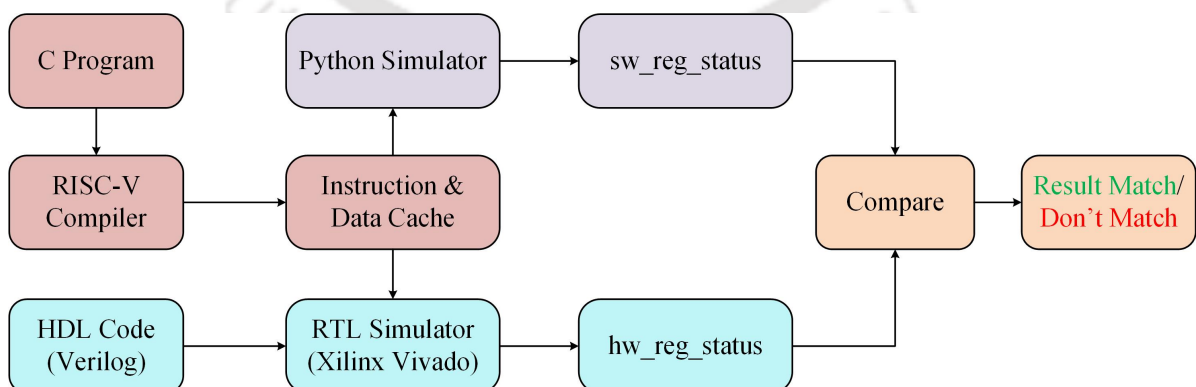 C Program
Python Simulator
sw_reg_status
RISC-V
Compiler
Instruction &
Data Cache
Compare
Result Match/
Don't Match
HDL Code
(Verilog)
RTL Simulator
(Xilinx Vivado)
hw_reg_status